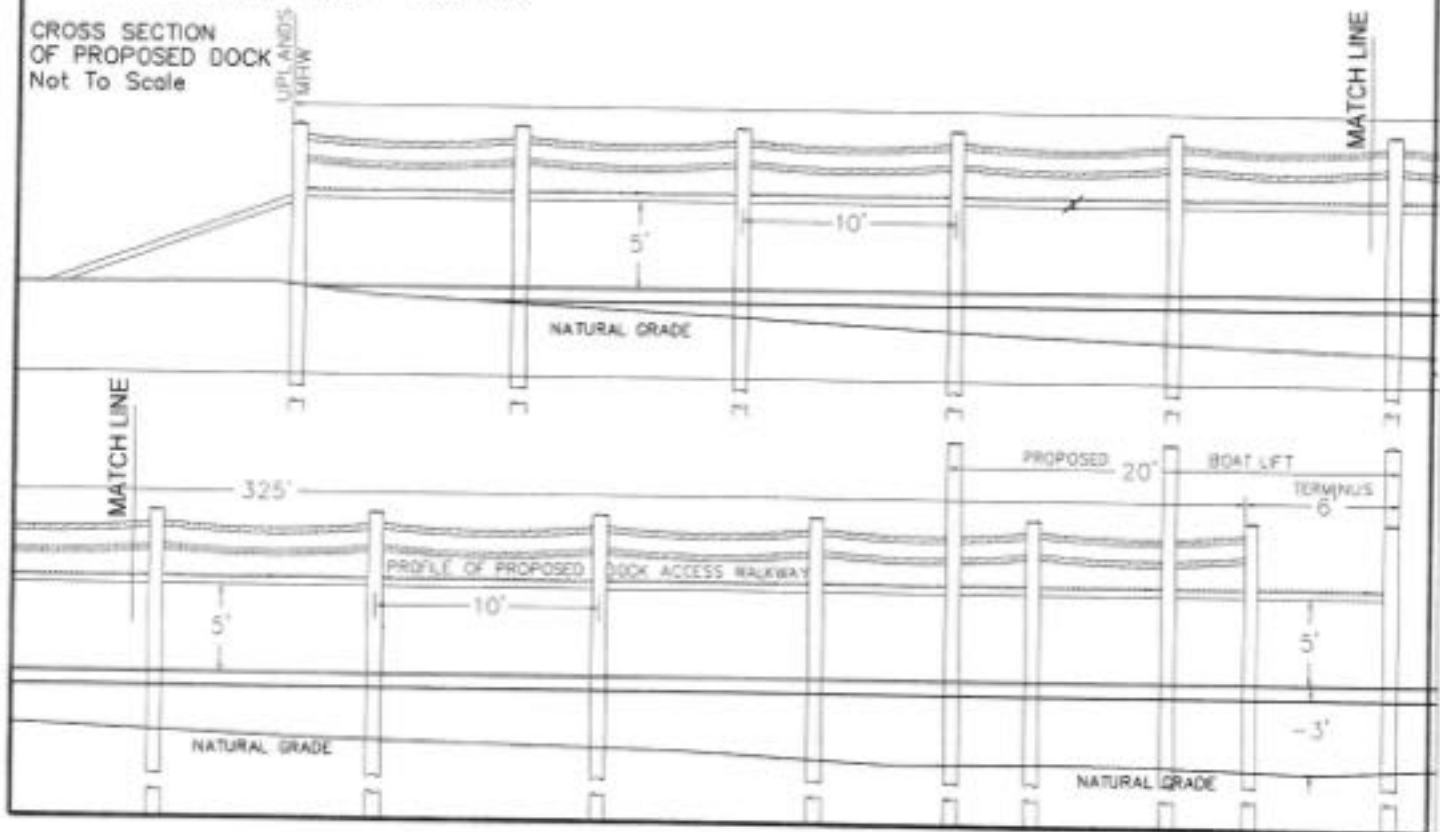 CROSS SECTION
OF PROPOSED DOCK
Not To Scale
UPLANDS
MHW
MATCH LINE
5'
10'
NATURAL GRADE
MATCH LINE
325'
PROPOSED
20'
BOAT LIFT
TERMINUS
6'
PROFILE OF PROPOSED DOCK ACCESS WALKWAY
5'
10'
5'
-3'
NATURAL GRADE
NATURAL GRADE